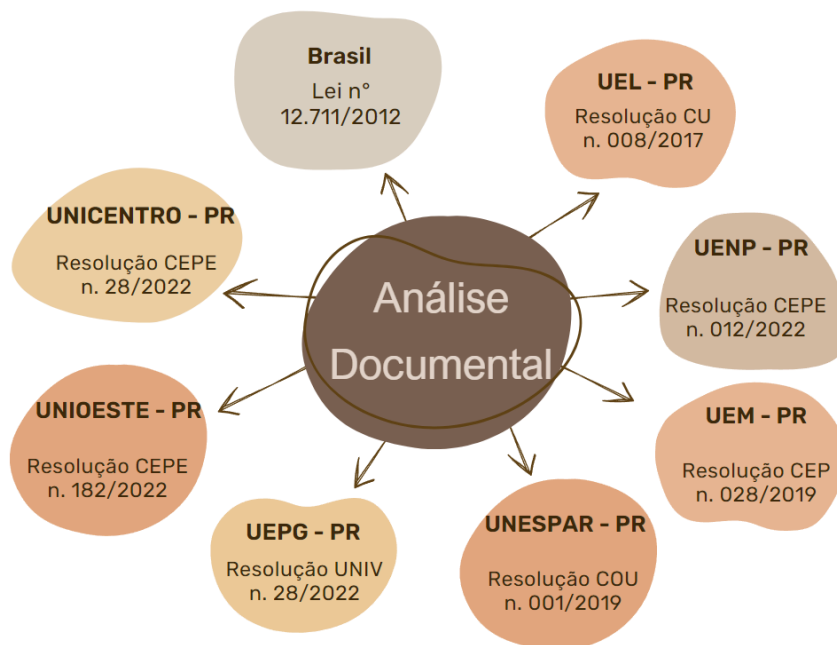 Brasil
Lei n°
12.711/2012
UEL - PR
Resolução CU
n. 008/2017
UNICENTRO - PR
Resolução CEPE
n. 28/2022
UENP - PR
Resolução CEPE
n. 012/2022
Análise
Documental
UNIOESTE - PR
Resolução CEPE
n. 182/2022
UEM - PR
Resolução CEP
n. 028/2019
UEPG - PR
Resolução UNIV
n. 28/2022
UNESPAR - PR
Resolução COU
n. 001/2019